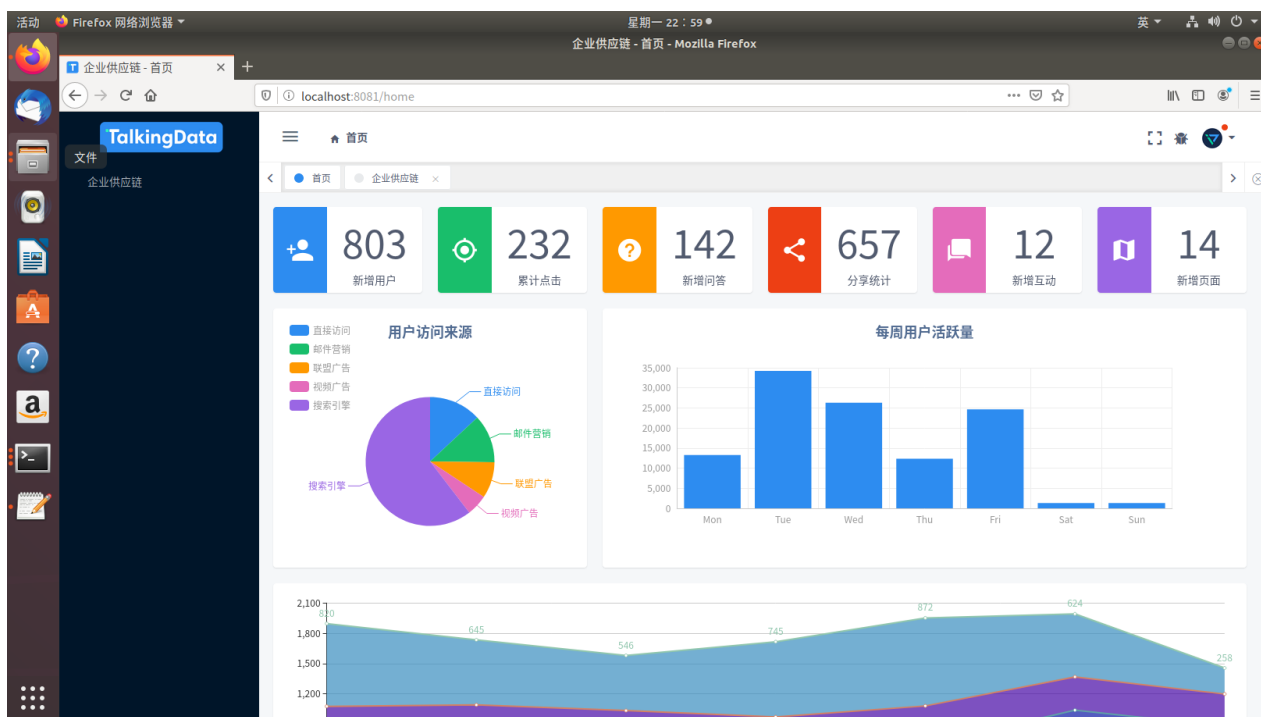 活动 Firefox 网络浏览器 星期一 22：59 英
企业供应链 - 首页 - Mozilla Firefox
企业供应链 - 首页
localhost:8081/home
TalkingData
首页
文件
企业供应链
首页 企业供应链
803 232 142 657 12 14
新增用户 累计点击 新增问答 分享统计 新增互动 新增页面
用户访问来源
直接访问
邮件营销
联盟广告
视频广告
搜索引擎
直接访问
邮件营销
联盟广告
视频广告
搜索引擎
每周用户活跃量
35,000
30,000
25,000
20,000
15,000
10,000
5,000
0
Mon Tue Wed Thu Fri Sat Sun
2,100
1,800
1,500
1,200
820 645 546 745 872 624 258